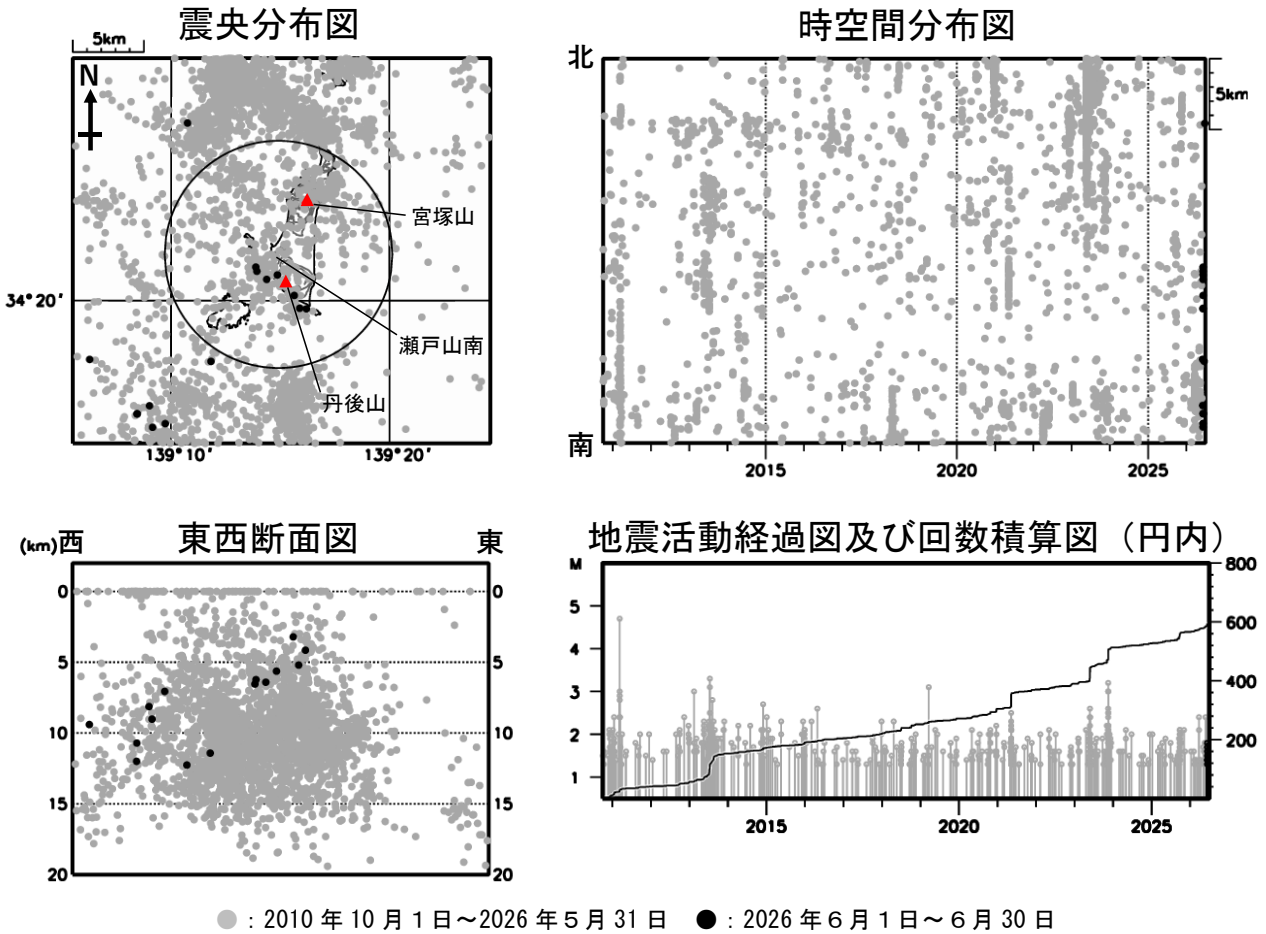 震央分布図
5km
N
宮塚山
34°20′
瀬戸山南
丹後山
139°10′
139°20′
時空間分布図
北
5km
南
2015
2020
2025
東西断面図
(km)西
東
0
0
5
5
10
10
15
15
20
20
地震活動経過図及び回数積算図（円内）
M
800
5
600
4
3
400
2
200
1
2015
2020
2025
：2010年10月1日～2026年5月31日 ：2026年6月1日～6月30日